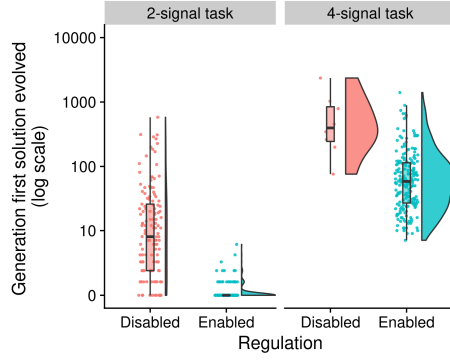 2-signal task
4-signal task
Generation first solution evolved
(log scale)
10000
1000
100
10
0
Disabled
Enabled
Disabled
Enabled
Regulation